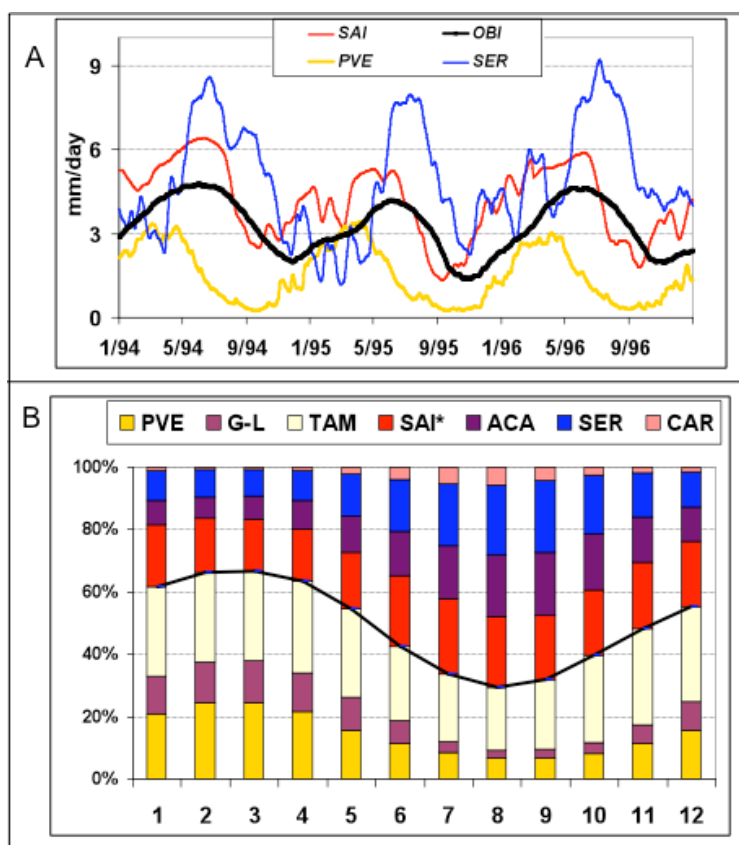 A
SAI OBI
PVE SER
mm/day
9
6
3
0
1/94 5/94 9/94 1/95 5/95 9/95 1/96 5/96 9/96
B
PVE G-L TAM SAI* ACA SER CAR
100%
80%
60%
40%
20%
0%
1 2 3 4 5 6 7 8 9 10 11 12